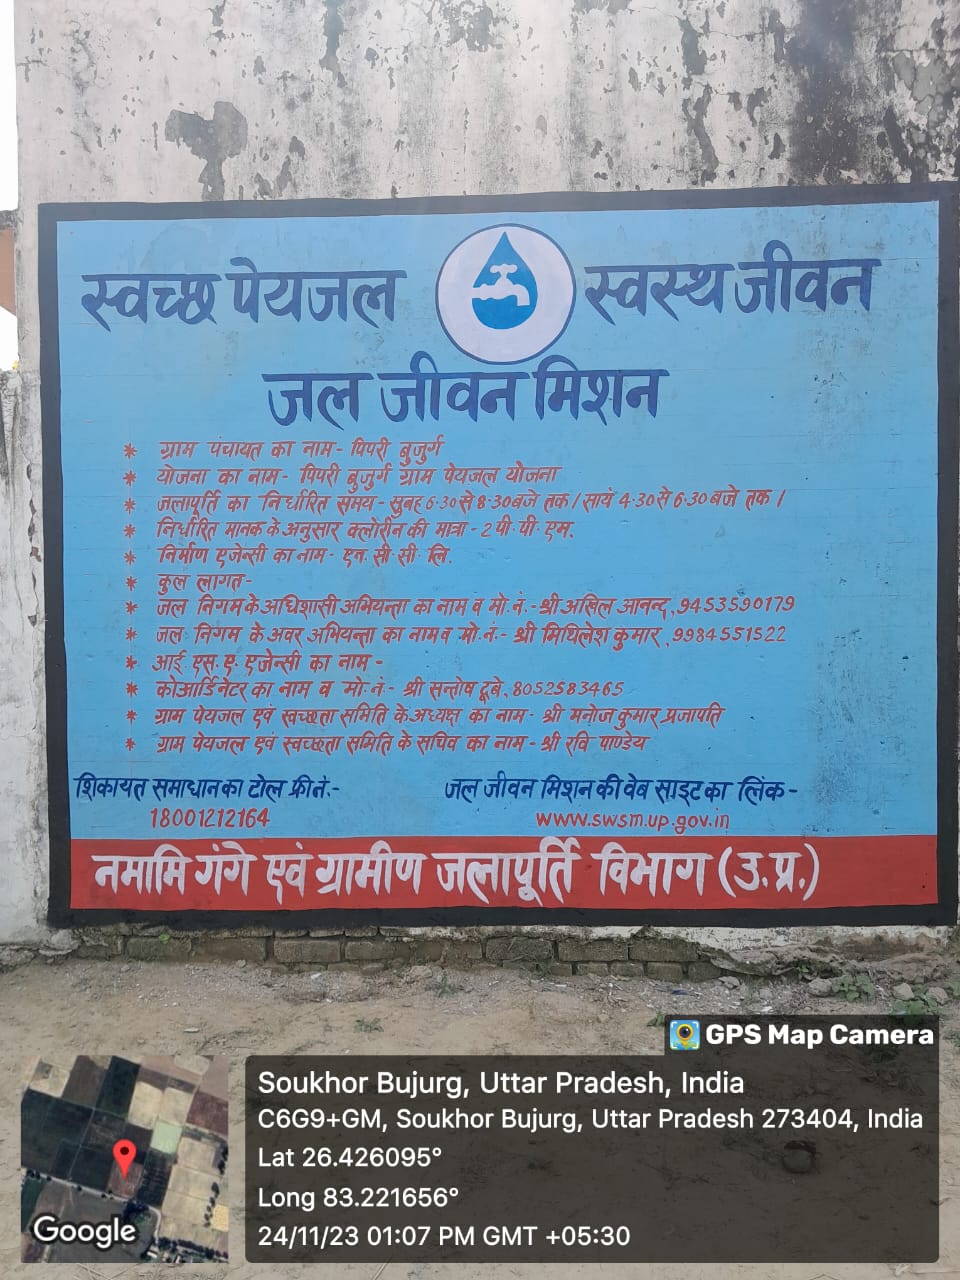 स्वच्छ पेयजल स्वस्थ जीवन
जल जीवन मिशन
* ग्राम पंचायत का नाम - पिपरी बुजुर्ग
* योजना का नाम - पिपरी बुजुर्ग ग्राम पेयजल योजना
* जलापूर्ति का निर्धारित समय - सुबह 6.30 से 8.30 बजे तक / सायं 4.30 से 6.30 बजे तक /
* निर्धारित मानक के अनुसार क्लोरीन की मात्रा - 2 पी. पी. एम.
* निर्माण एजेन्सी का नाम - एन. सी. सी. लि.
* कुल लागत -
* जल निगम के अधिशासी अभियन्ता का नाम व मो. नं. - श्री अखिल आनन्द, 9453590179
* जल निगम के अवर अभियन्ता का नाम व मो. नं. - श्री मिथिलेश कुमार, 9984551522
* आई. एस. ए. एजेन्सी का नाम -
* कोआर्डिनेटर का नाम व मो. नं. - श्री सन्तोष दूबे, 8052583465
* ग्राम पेयजल एवं स्वच्छता समिति के अध्यक्ष का नाम - श्री मनोज कुमार प्रजापति
* ग्राम पेयजल एवं स्वच्छता समिति के सचिव का नाम - श्री रवि पाण्डेय
शिकायत समाधान का टोल फ्री नं. -
18001212164
जल जीवन मिशन की वेब साइट का लिंक -
www.swsm.up.gov.in
नमामि गंगे एवं ग्रामीण जलापूर्ति विभाग (उ. प्र.)
GPS Map Camera
Soukhor Bujurg, Uttar Pradesh, India
C6G9+GM, Soukhor Bujurg, Uttar Pradesh 273404, India
Lat 26.426095°
Long 83.221656°
24/11/23 01:07 PM GMT +05:30
Google